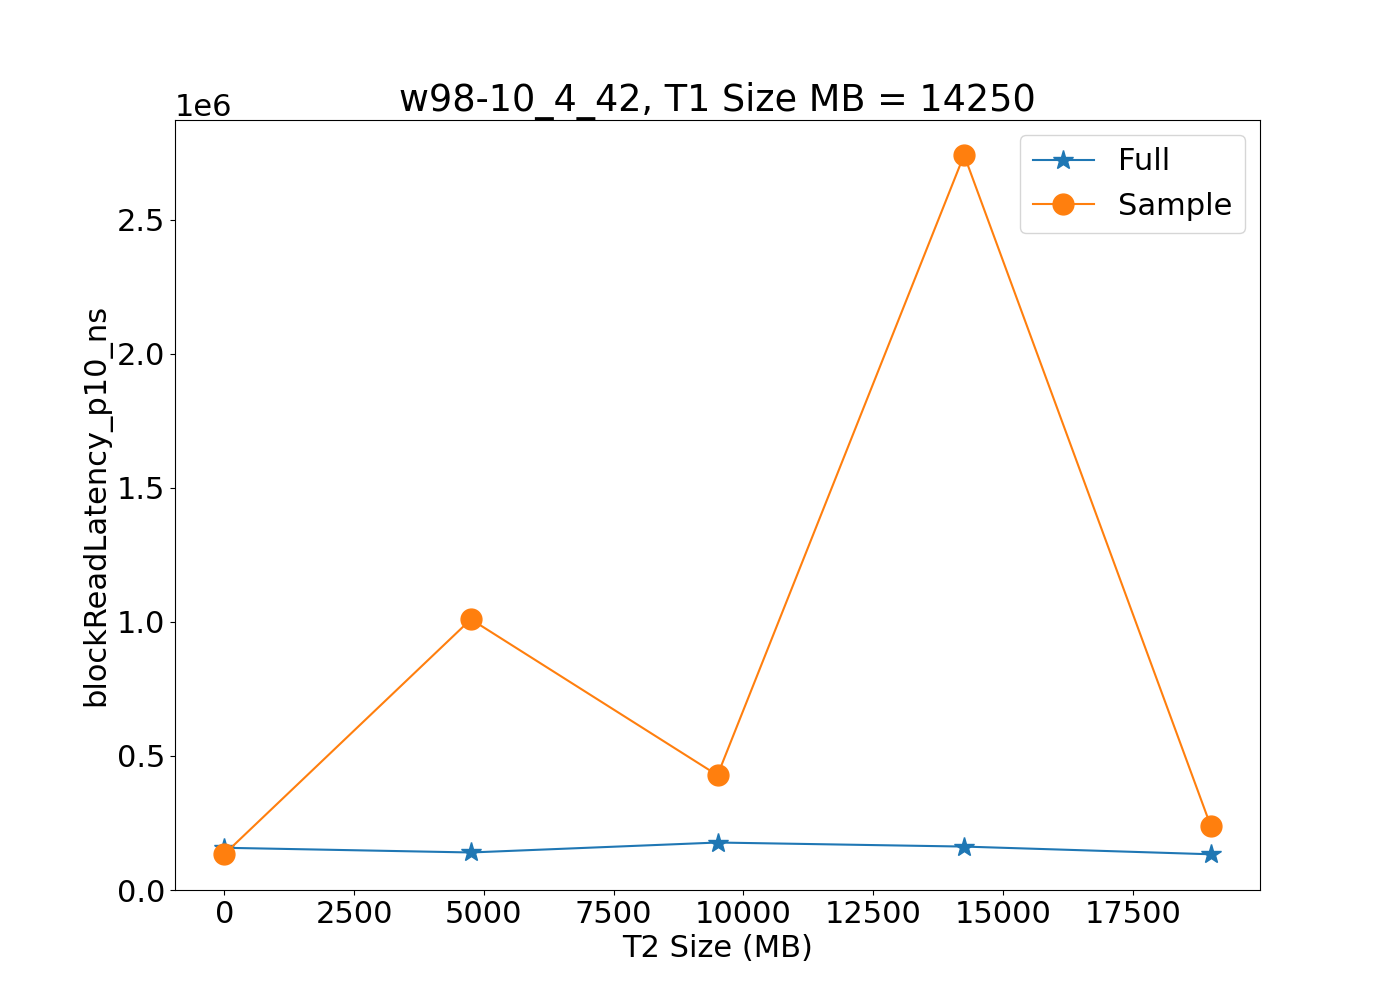 w98-10_4_42, T1 Size MB = 14250
1e6
Full
Sample
2.5
2.0
1.5
1.0
0.5
0.0
blockReadLatency_p10_ns
0 2500 5000 7500 10000 12500 15000 17500
T2 Size (MB)